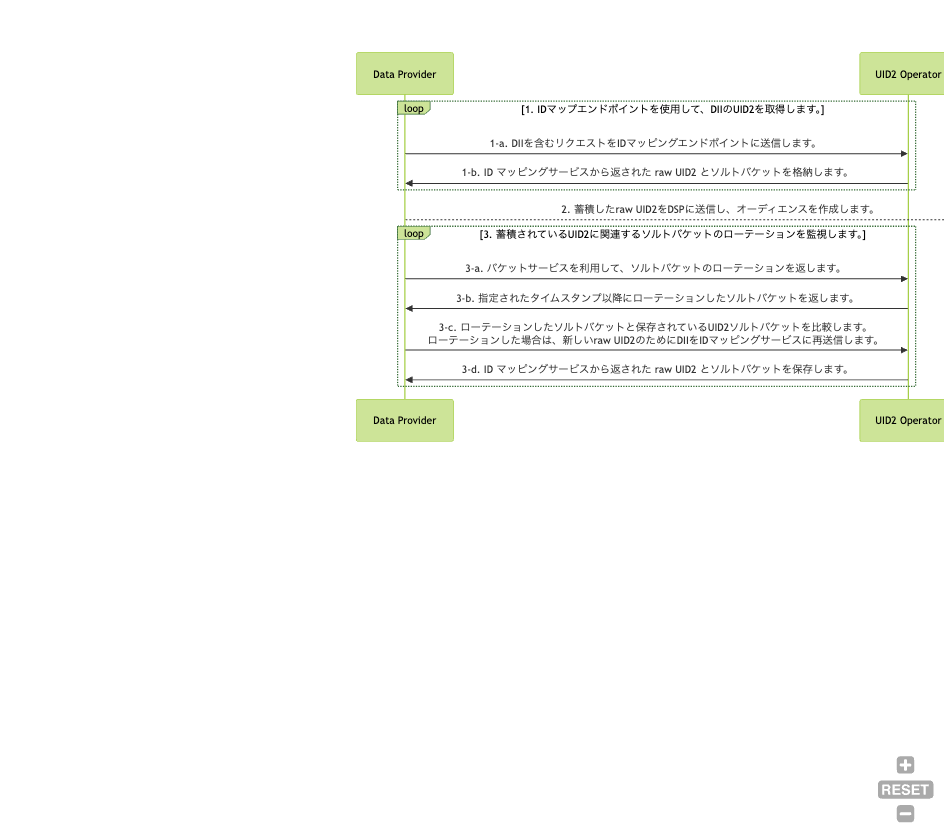 Data Provider
UID2 Operator
loop
[1. IDマップエンドポイントを使用して、DIIのUID2を取得します。]
1-a. DIIを含むリクエストをIDマッピングエンドポイントに送信します。
1-b. ID マッピングサービスから返された raw UID2 とソルトバケットを格納します。
2. 蓄積したraw UID2をDSPに送信し、オーディエンスを作成します。
loop
[3. 蓄積されているUID2に関連するソルトバケットのローテーションを監視します。]
3-a. バケットサービスを利用して、ソルトバケットのローテーションを返します。
3-b. 指定されたタイムスタンプ以降にローテーションしたソルトバケットを返します。
3-c. ローテーションしたソルトバケットと保存されているUID2ソルトバケットを比較します。
ローテーションした場合は、新しいraw UID2のためにDIIをIDマッピングサービスに再送信します。
3-d. ID マッピングサービスから返された raw UID2 とソルトバケットを保存します。
Data Provider
UID2 Operator
RESET